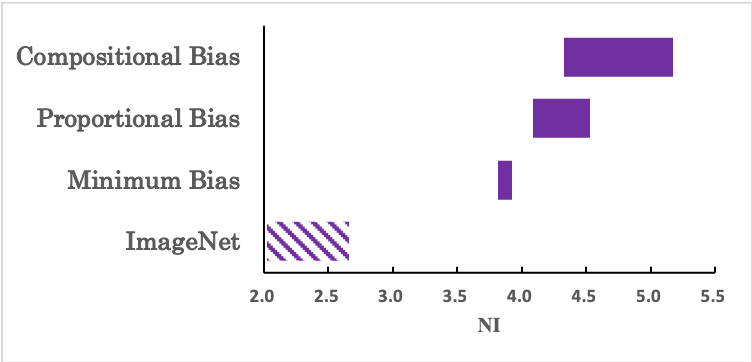 Compositional Bias
Proportional Bias
Minimum Bias
ImageNet
2.0 2.5 3.0 3.5 4.0 4.5 5.0 5.5
NI